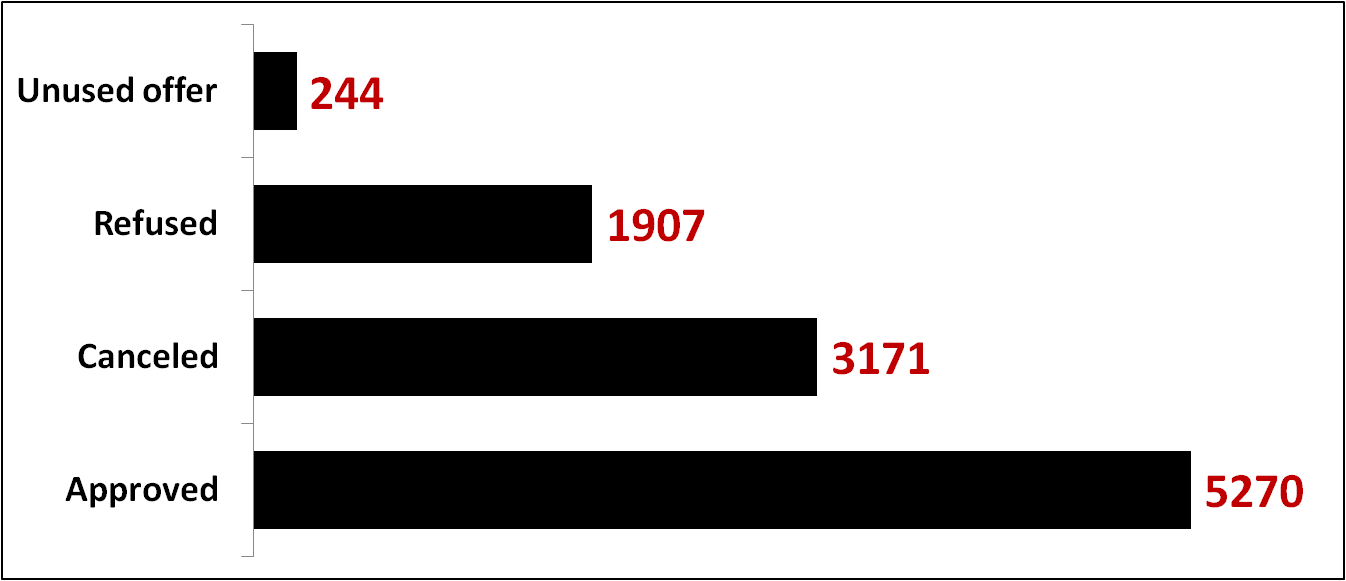 Unused offer 244
Refused 1907
Canceled 3171
Approved 5270